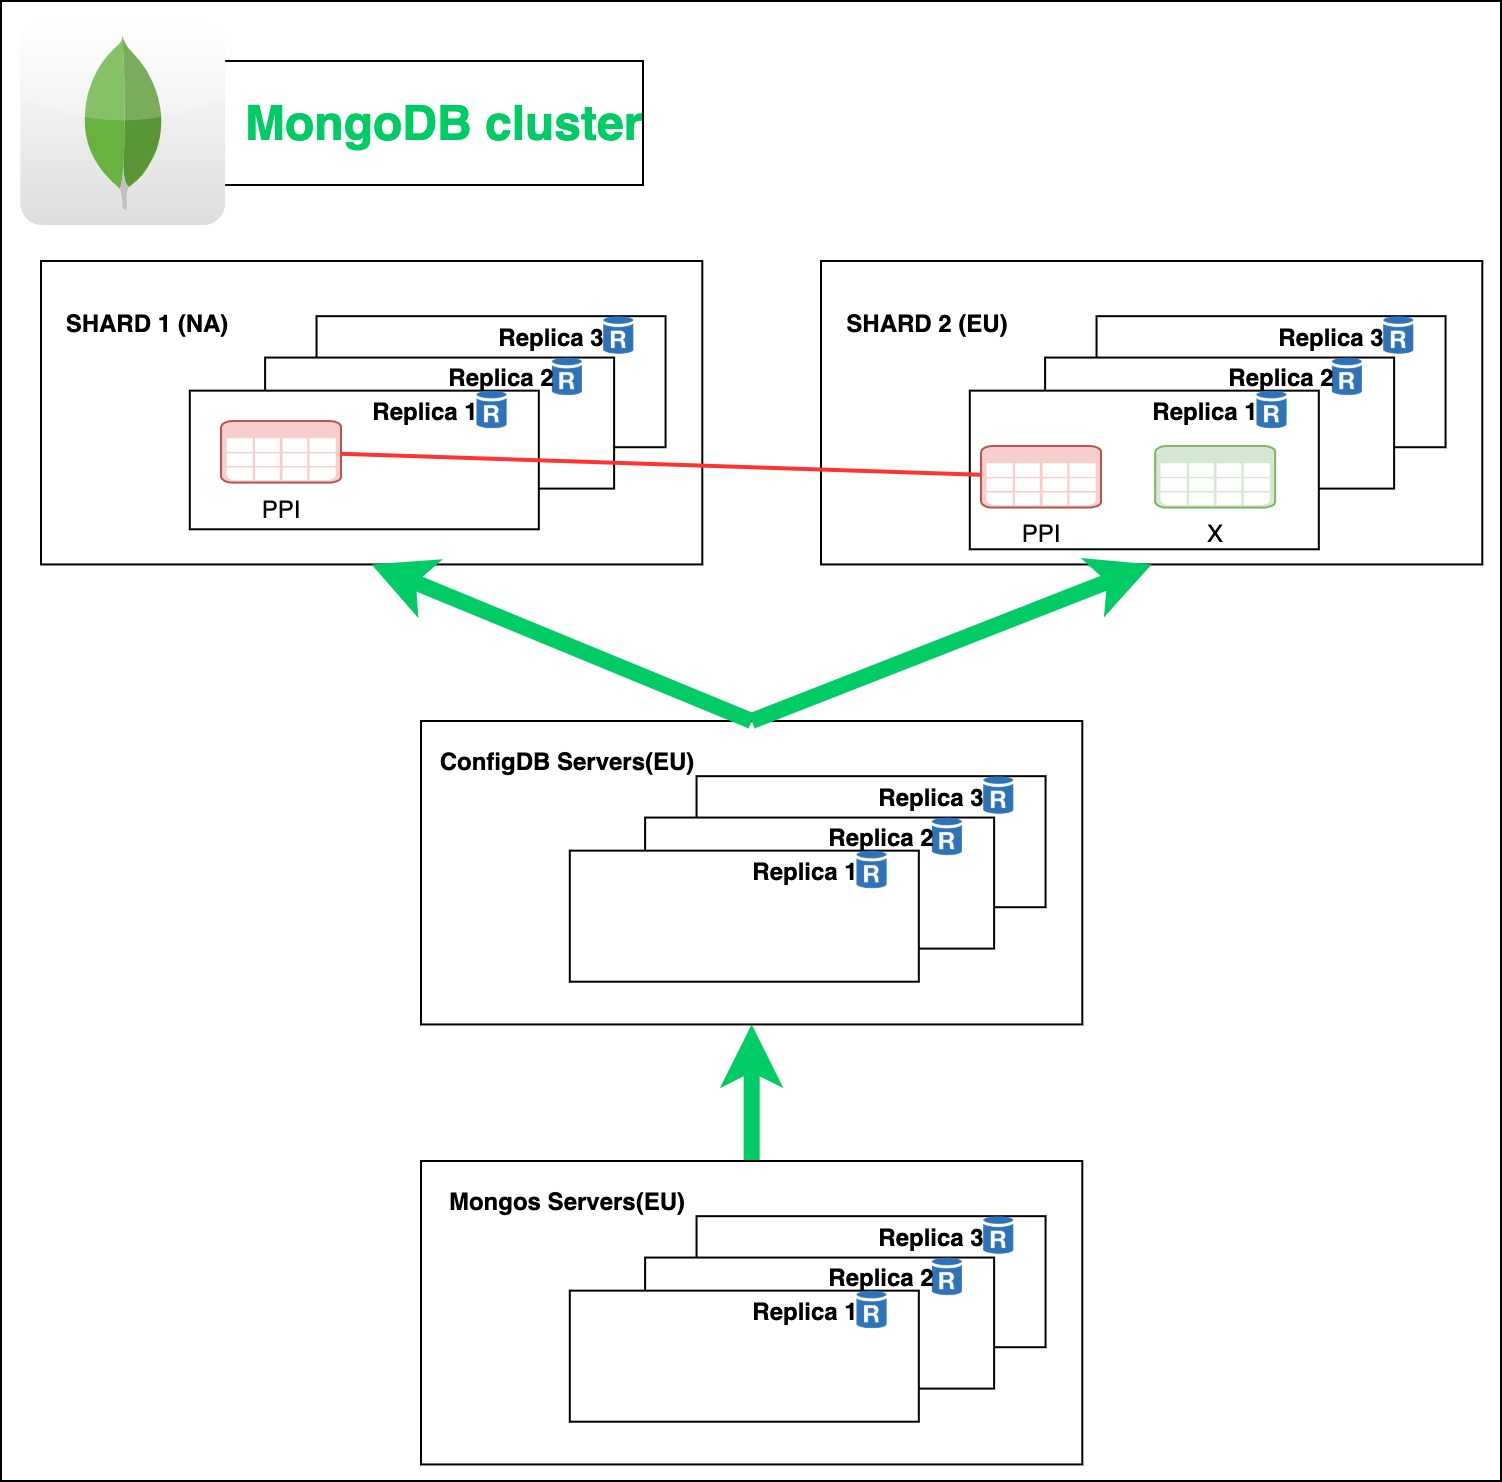 MongoDB cluster
SHARD 1 (NA)
Replica 3 R
Replica 2 R
Replica 1 R
PPI
SHARD 2 (EU)
Replica 3 R
Replica 2 R
Replica 1 R
PPI
X
ConfigDB Servers(EU)
Replica 3 R
Replica 2 R
Replica 1 R
Mongos Servers(EU)
Replica 3 R
Replica 2 R
Replica 1 R